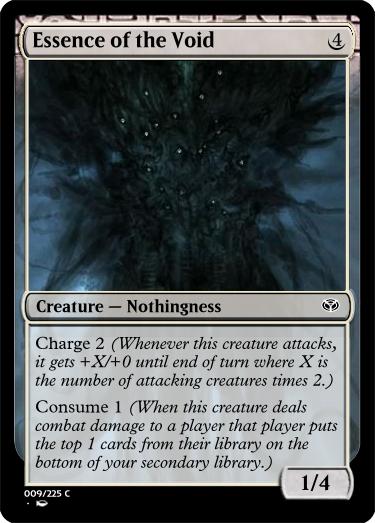 Essence of the Void 4
Creature — Nothingness
Charge 2 (Whenever this creature attacks,
it gets +X/+0 until end of turn where X is
the number of attacking creatures times 2.)
Consume 1 (When this creature deals
combat damage to a player that player puts
the top 1 cards from their library on the
bottom of your secondary library.)
1/4
009/225 C